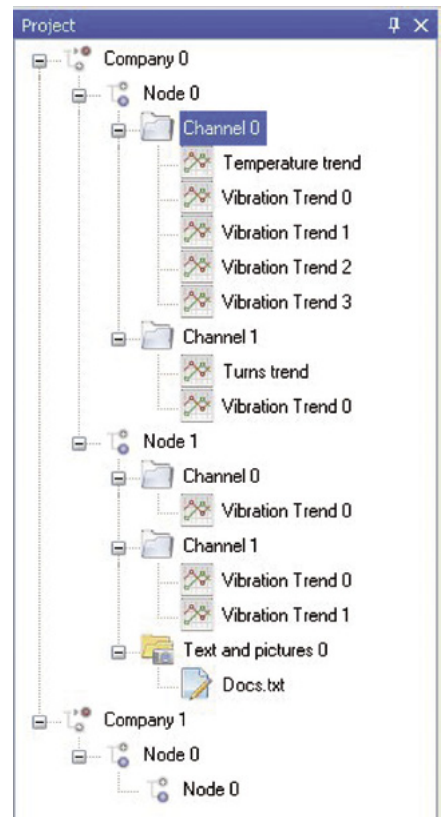 Project
Company 0
Node 0
Channel 0
Temperature trend
Vibration Trend 0
Vibration Trend 1
Vibration Trend 2
Vibration Trend 3
Channel 1
Turns trend
Vibration Trend 0
Node 1
Channel 0
Vibration Trend 0
Channel 1
Vibration Trend 0
Vibration Trend 1
Text and pictures 0
Docs.txt
Company 1
Node 0
Node 0